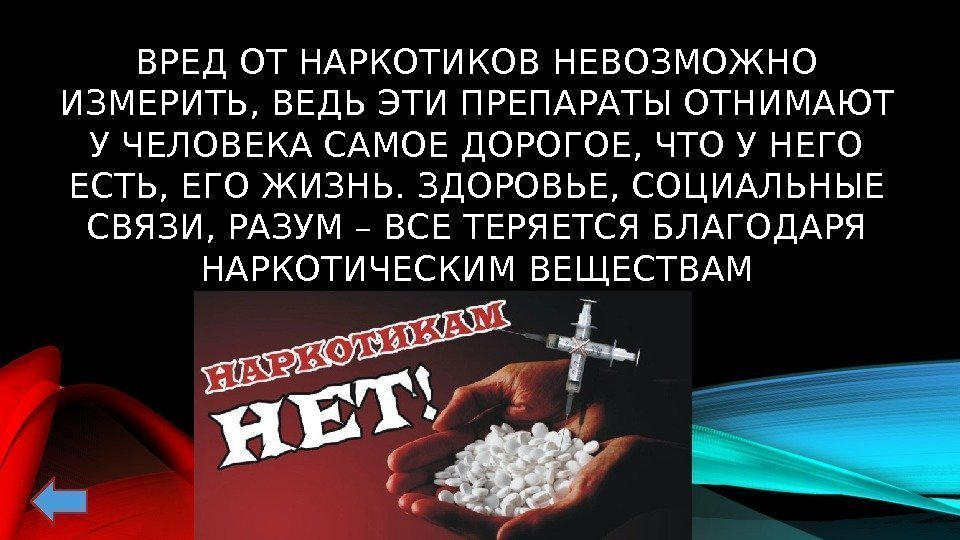 ВРЕД ОТ НАРКОТИКОВ НЕВОЗМОЖНО
ИЗМЕРИТЬ, ВЕДЬ ЭТИ ПРЕПАРАТЫ ОТНИМАЮТ
У ЧЕЛОВЕКА САМОЕ ДОРОГОЕ, ЧТО У НЕГО
ЕСТЬ, ЕГО ЖИЗНЬ. ЗДОРОВЬЕ, СОЦИАЛЬНЫЕ
СВЯЗИ, РАЗУМ – ВСЕ ТЕРЯЕТСЯ БЛАГОДАРЯ
НАРКОТИЧЕСКИМ ВЕЩЕСТВАМ
НАРКОТИКАМ
НЕТ!